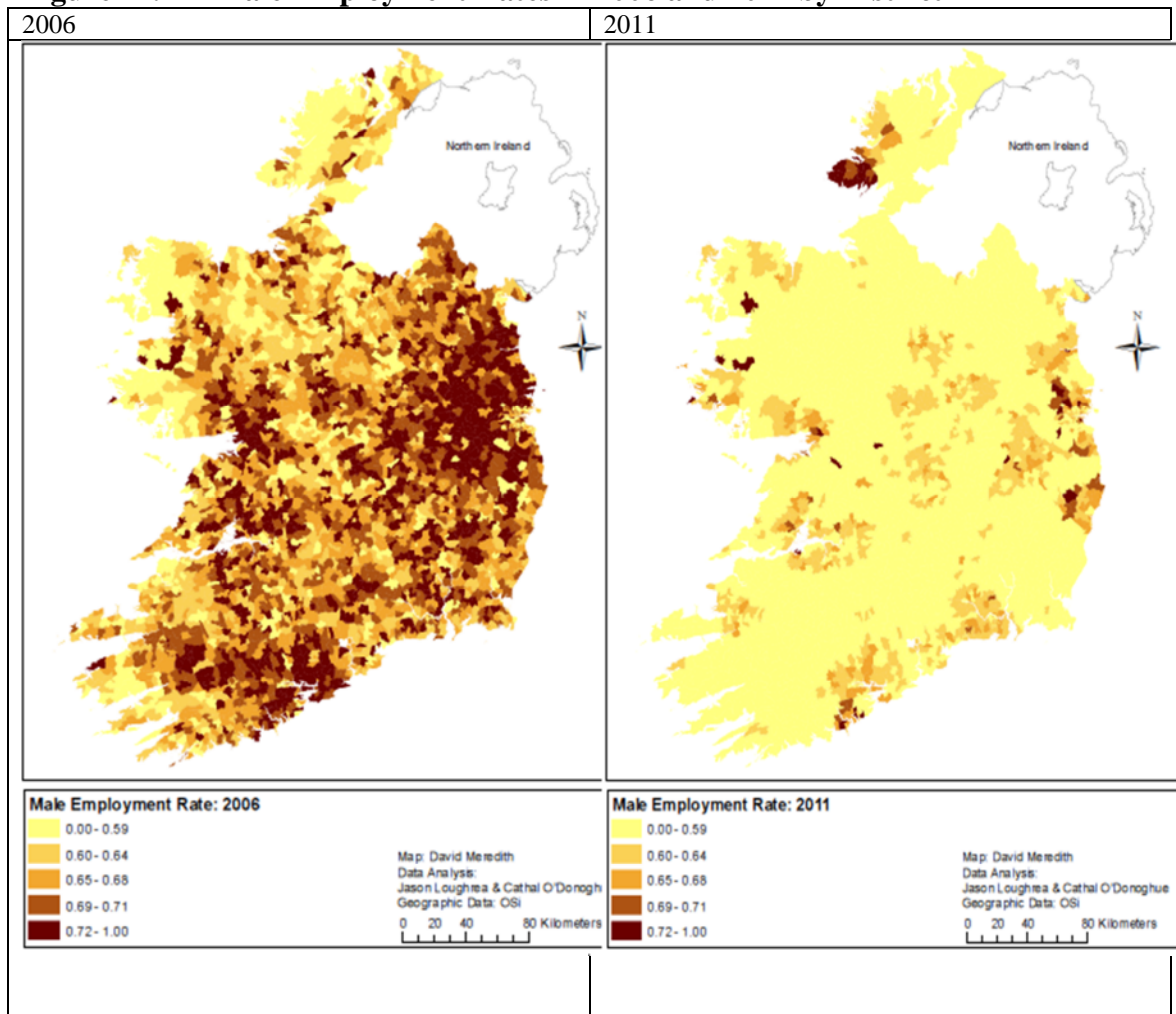 2006
2011
Northern Ireland
N
Northern Ireland
N
Male Employment Rate: 2006
0.00 - 0.59
0.60 - 0.64
0.65 - 0.68
0.69 - 0.71
0.72 - 1.00
Map: David Meredith
Data Analysis:
Jason Loughrea & Cathal O'Donogh
Geographic Data: OSi
0 20 40 80 Kilometers
Male Employment Rate: 2011
0.00 - 0.59
0.60 - 0.64
0.65 - 0.68
0.69 - 0.71
0.72 - 1.00
Map: David Meredith
Data Analysis:
Jason Loughrea & Cathal O'Donoghue
Geographic Data: OSi
0 20 40 80 Kilometers